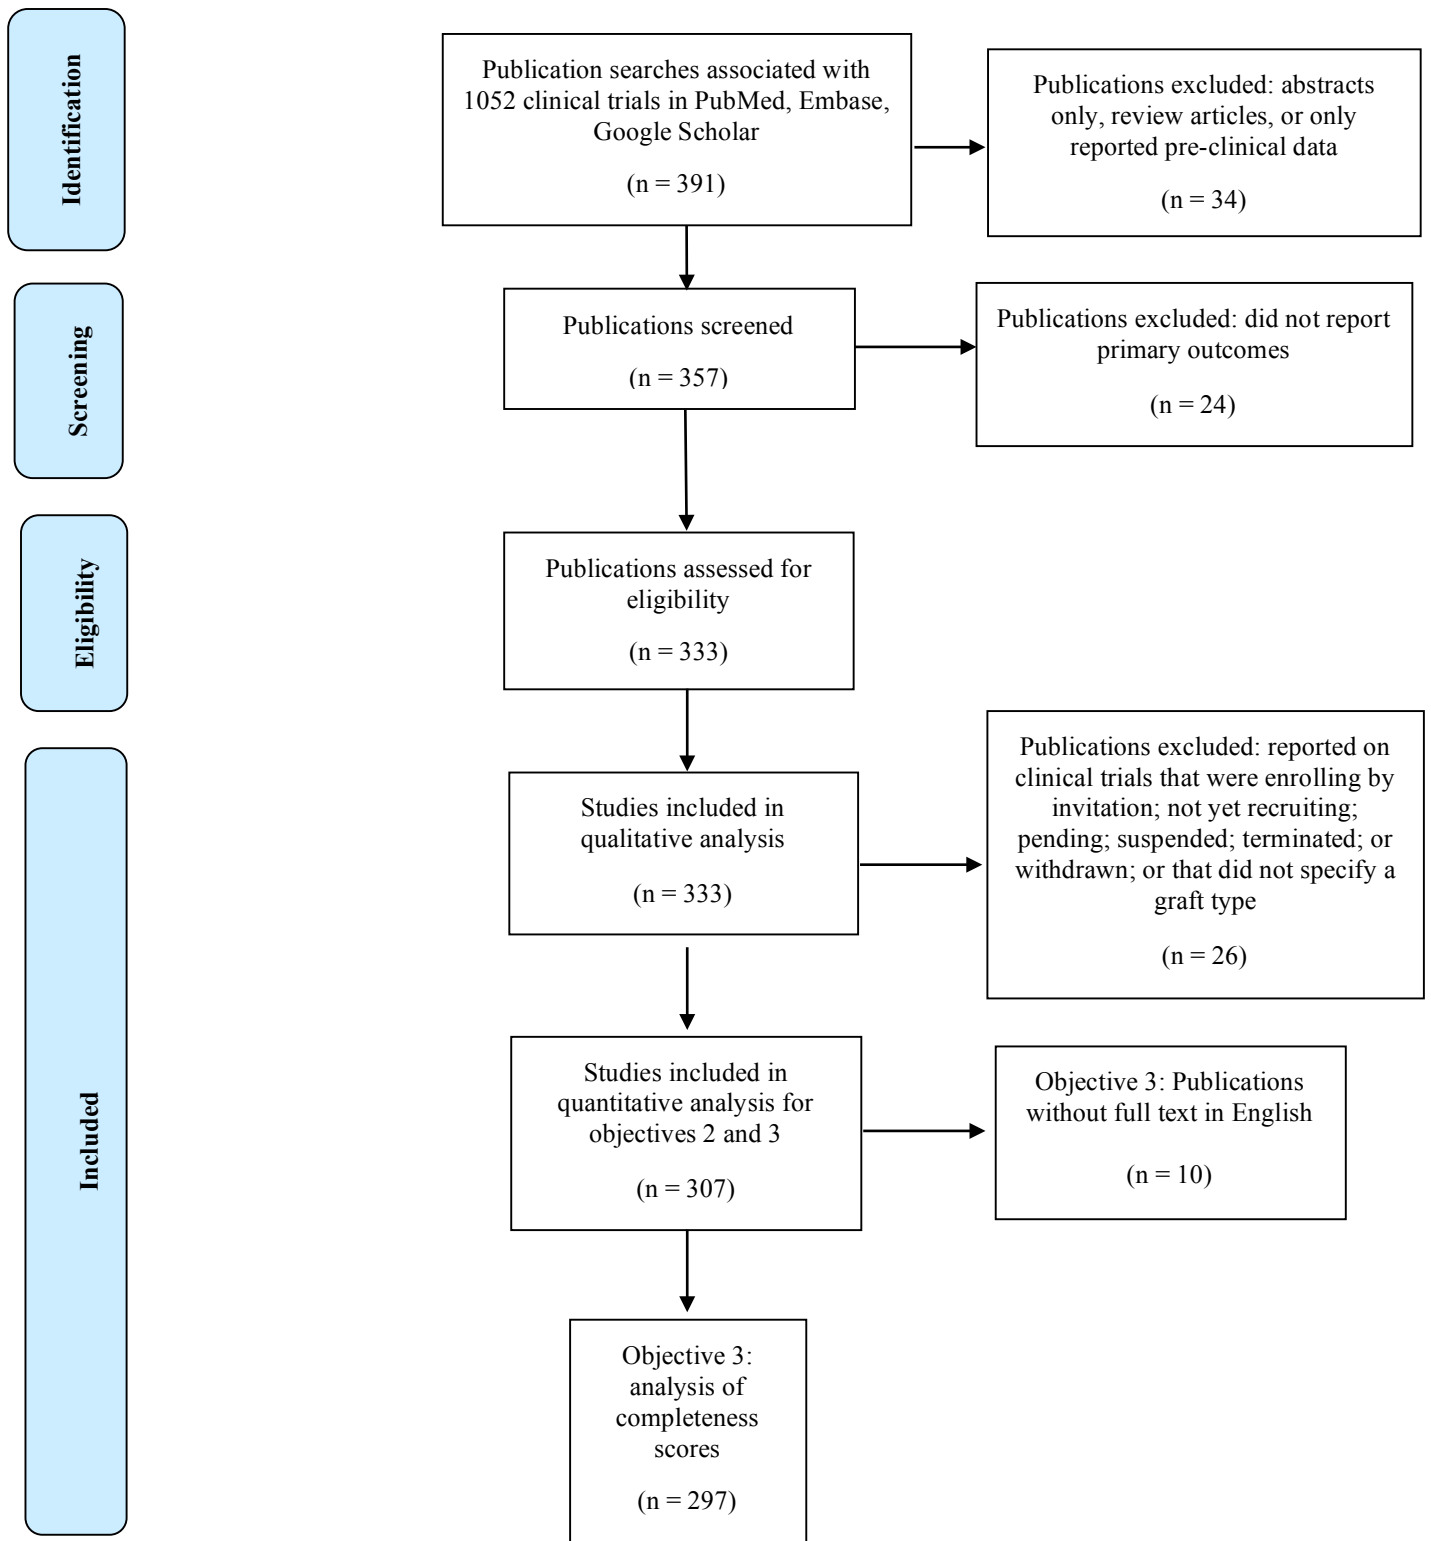 Identification
Publication searches associated with
1052 clinical trials in PubMed, Embase,
Google Scholar
(n = 391)
Publications excluded: abstracts
only, review articles, or only
reported pre-clinical data
(n = 34)
Screening
Publications screened
(n = 357)
Publications excluded: did not report
primary outcomes
(n = 24)
Eligibility
Publications assessed for
eligibility
(n = 333)
Included
Studies included in
qualitative analysis
(n = 333)
Publications excluded: reported on
clinical trials that were enrolling by
invitation; not yet recruiting;
pending; suspended; terminated; or
withdrawn; or that did not specify a
graft type
(n = 26)
Studies included in
quantitative analysis for
objectives 2 and 3
(n = 307)
Objective 3: Publications
without full text in English
(n = 10)
Objective 3:
analysis of
completeness
scores
(n = 297)